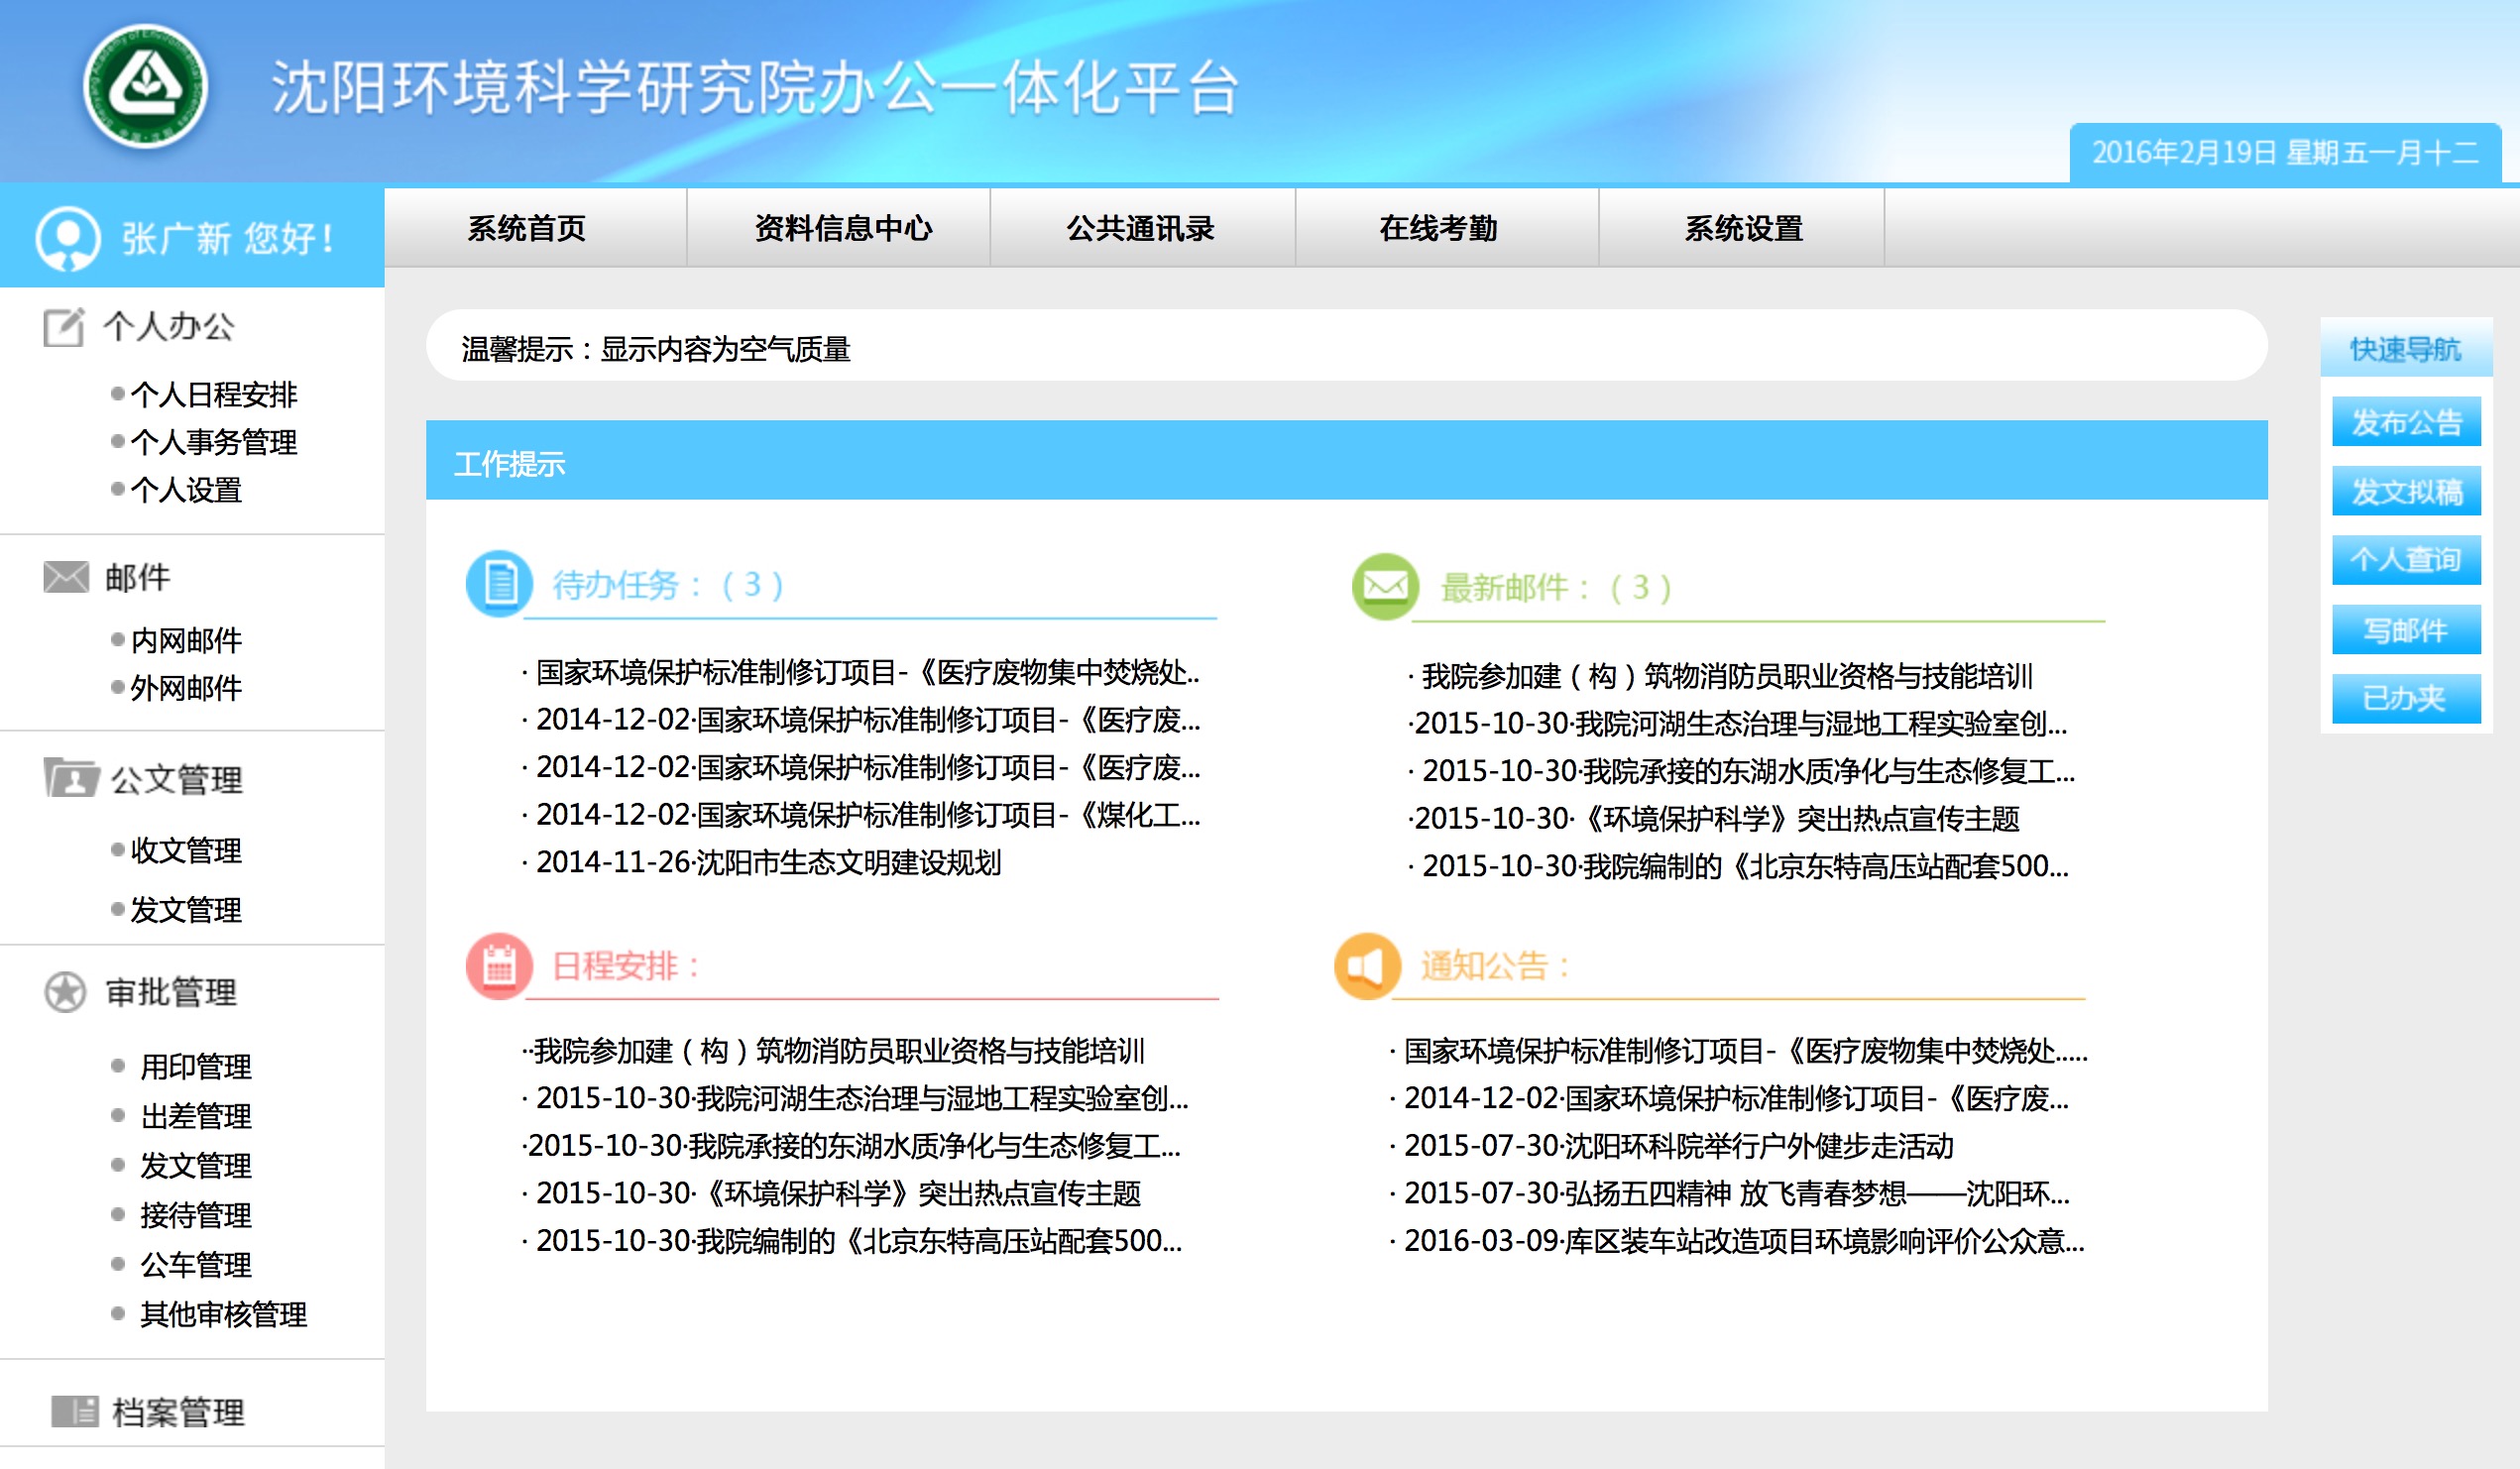 沈阳环境科学研究院办公一体化平台
2016年2月19日 星期五一月十二
张广新 您好！
系统首页
资料信息中心
公共通讯录
在线考勤
系统设置
个人办公
个人日程安排
个人事务管理
个人设置
邮件
内网邮件
外网邮件
公文管理
收文管理
发文管理
审批管理
用印管理
出差管理
发文管理
接待管理
公车管理
其他审核管理
档案管理
温馨提示：显示内容为空气质量
工作提示
待办任务：（3）
· 国家环境保护标准制修订项目-《医疗废物集中焚烧处..
· 2014-12-02·国家环境保护标准制修订项目-《医疗废...
· 2014-12-02·国家环境保护标准制修订项目-《医疗废...
· 2014-12-02·国家环境保护标准制修订项目-《煤化工...
· 2014-11-26·沈阳市生态文明建设规划
最新邮件：（3）
· 我院参加建（构）筑物消防员职业资格与技能培训
·2015-10-30·我院河湖生态治理与湿地工程实验室创...
· 2015-10-30·我院承接的东湖水质净化与生态修复工...
·2015-10-30·《环境保护科学》突出热点宣传主题
· 2015-10-30·我院编制的《北京东特高压站配套500...
日程安排：
··我院参加建（构）筑物消防员职业资格与技能培训
· 2015-10-30·我院河湖生态治理与湿地工程实验室创...
·2015-10-30·我院承接的东湖水质净化与生态修复工...
· 2015-10-30·《环境保护科学》突出热点宣传主题
· 2015-10-30·我院编制的《北京东特高压站配套500...
通知公告：
· 国家环境保护标准制修订项目-《医疗废物集中焚烧处.....
· 2014-12-02·国家环境保护标准制修订项目-《医疗废...
· 2015-07-30·沈阳环科院举行户外健步走活动
· 2015-07-30·弘扬五四精神 放飞青春梦想——沈阳环...
· 2016-03-09·库区装车站改造项目环境影响评价公众意...
快速导航
发布公告
发文拟稿
个人查询
写邮件
已办夹